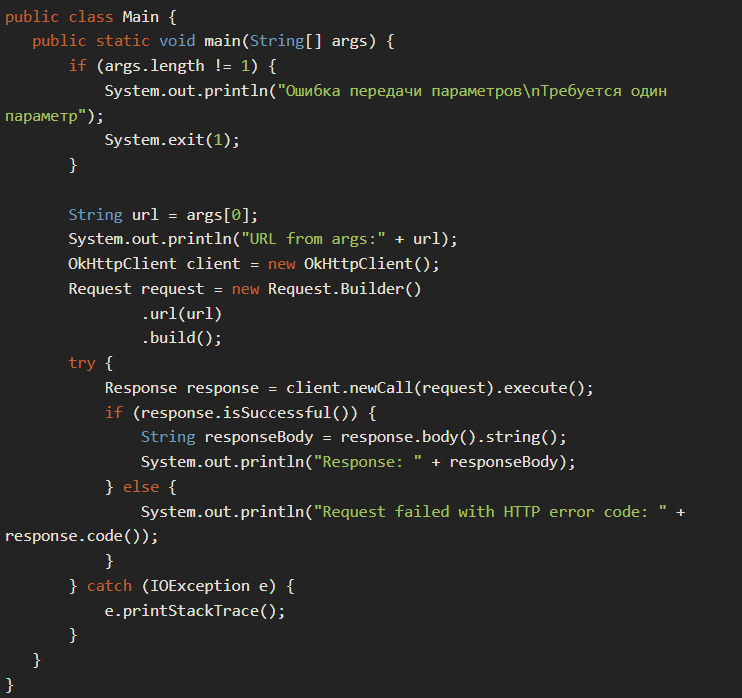 public class Main {
   public static void main(String[] args) {
       if (args.length != 1) {
           System.out.println("Ошибка передачи параметров\nТребуется один
параметр");
           System.exit(1);
       }

       String url = args[0];
       System.out.println("URL from args:" + url);
       OkHttpClient client = new OkHttpClient();
       Request request = new Request.Builder()
               .url(url)
               .build();
       try {
           Response response = client.newCall(request).execute();
           if (response.isSuccessful()) {
               String responseBody = response.body().string();
               System.out.println("Response: " + responseBody);
           } else {
               System.out.println("Request failed with HTTP error code: " +
response.code());
           }
       } catch (IOException e) {
           e.printStackTrace();
       }
   }
}